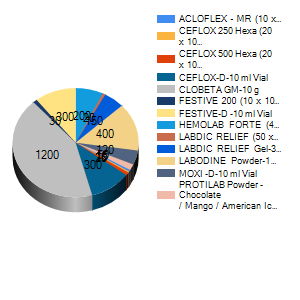 ACLOFLEX - MR (10 x...
CEFLOX 250 Hexa (20
x 10...
CEFLOX 500 Hexa (20
x 10...
CEFLOX-D-10 ml Vial
CLOBETA GM-10 g
FESTIVE 200 (10 x 10...
FESTIVE-D -10 ml Vial
HEMOLAB FORTE (4...
LABDIC RELIEF (50 x...
LABDIC RELIEF Gel-3...
LABODINE Powder-1...
MOXI -D-10 ml Vial
PROTILAB Powder -
Chocolate
/ Mango / American Ic...
300
200
30
150
400
120
300
1200